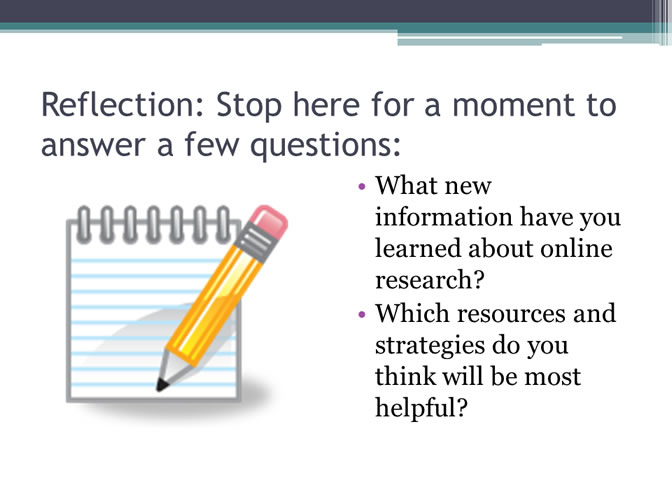 Reflection: Stop here for a moment to
answer a few questions:
• What new
information have you
learned about online
research?
• Which resources and
strategies do you
think will be most
helpful?